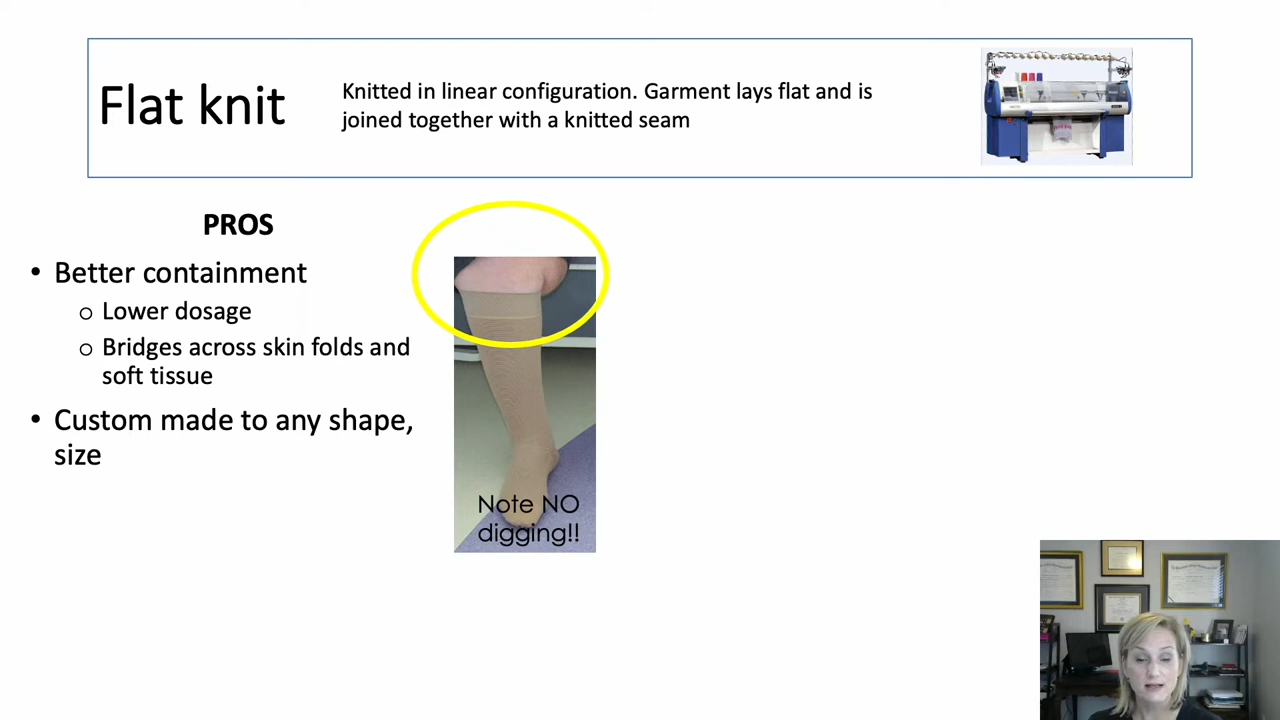 Flat knit
Knitted in linear configuration. Garment lays flat and is
joined together with a knitted seam
PROS
• Better containment
o Lower dosage
o Bridges across skin folds and
soft tissue
• Custom made to any shape,
size
Note NO
digging!!